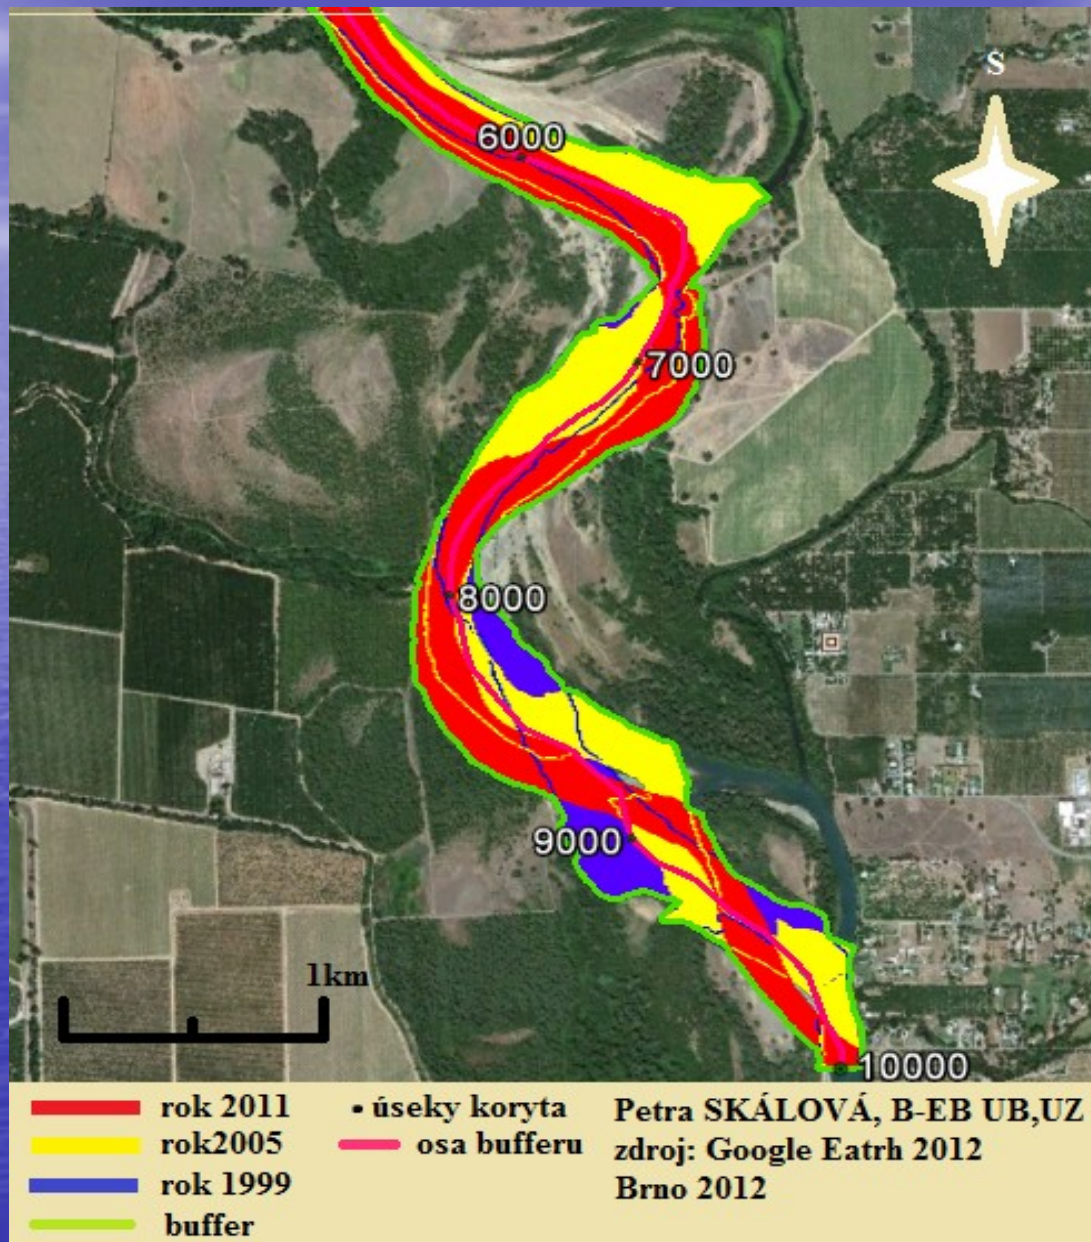 S
6000
7000
8000
9000
10000
1km
rok 2011
rok2005
rok 1999
buffer
• úseky koryta
osa bufferu
Petra SKÁLOVÁ, B-EB UB,UZ
zdroj: Google Eatrh 2012
Brno 2012